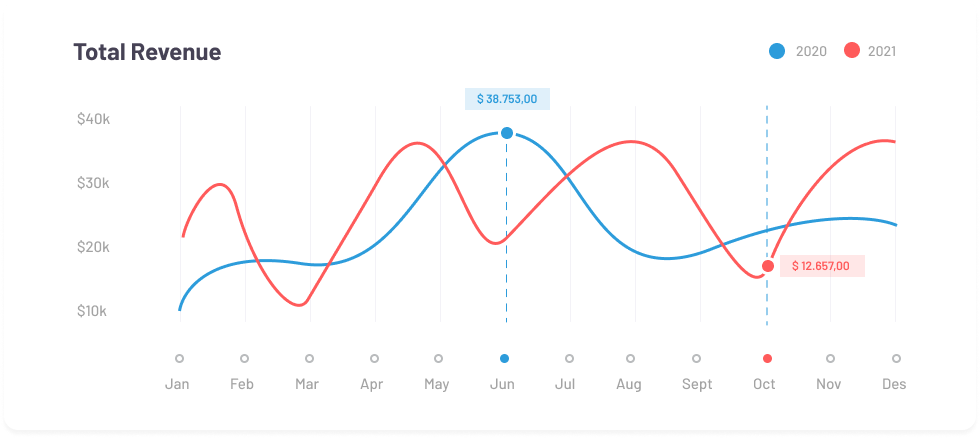 Total Revenue
2020 2021
$ 38.753,00
$40k
$30k
$20k
$ 12.657,00
$10k
Jan Feb Mar Apr May Jun Jul Aug Sept Oct Nov Des